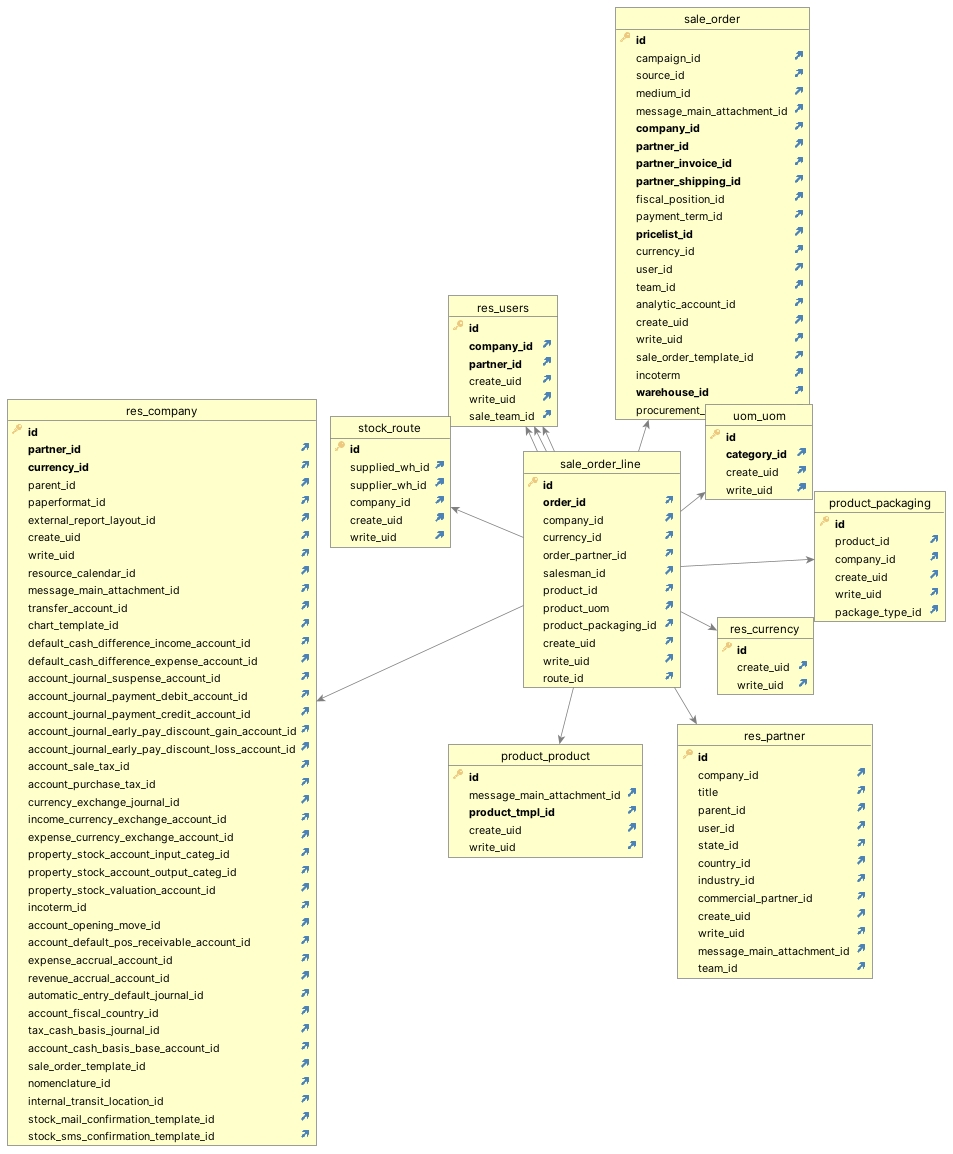 sale_order
id
campaign_id
source_id
medium_id
message_main_attachment_id
company_id
partner_id
partner_invoice_id
partner_shipping_id
fiscal_position_id
payment_term_id
pricelist_id
currency_id
user_id
team_id
analytic_account_id
create_uid
write_uid
sale_order_template_id
incoterm
warehouse_id
procurement_
res_users
id
company_id
partner_id
create_uid
write_uid
sale_team_id
res_company
id
partner_id
currency_id
parent_id
paperformat_id
external_report_layout_id
create_uid
write_uid
resource_calendar_id
message_main_attachment_id
transfer_account_id
chart_template_id
default_cash_difference_income_account_id
default_cash_difference_expense_account_id
account_journal_suspense_account_id
account_journal_payment_debit_account_id
account_journal_payment_credit_account_id
account_journal_early_pay_discount_gain_account_id
account_journal_early_pay_discount_loss_account_id
account_sale_tax_id
account_purchase_tax_id
currency_exchange_journal_id
income_currency_exchange_account_id
expense_currency_exchange_account_id
property_stock_account_input_categ_id
property_stock_account_output_categ_id
property_stock_valuation_account_id
incoterm_id
account_opening_move_id
account_default_pos_receivable_account_id
expense_accrual_account_id
revenue_accrual_account_id
automatic_entry_default_journal_id
account_fiscal_country_id
tax_cash_basis_journal_id
account_cash_basis_base_account_id
sale_order_template_id
nomenclature_id
internal_transit_location_id
stock_mail_confirmation_template_id
stock_sms_confirmation_template_id
stock_route
id
supplied_wh_id
supplier_wh_id
company_id
create_uid
write_uid
uom_uom
id
category_id
create_uid
write_uid
sale_order_line
id
order_id
company_id
currency_id
order_partner_id
salesman_id
product_id
product_uom
product_packaging_id
create_uid
write_uid
route_id
product_packaging
id
product_id
company_id
create_uid
write_uid
package_type_id
res_currency
id
create_uid
write_uid
product_product
id
message_main_attachment_id
product_tmpl_id
create_uid
write_uid
res_partner
id
company_id
title
parent_id
user_id
state_id
country_id
industry_id
commercial_partner_id
create_uid
write_uid
message_main_attachment_id
team_id